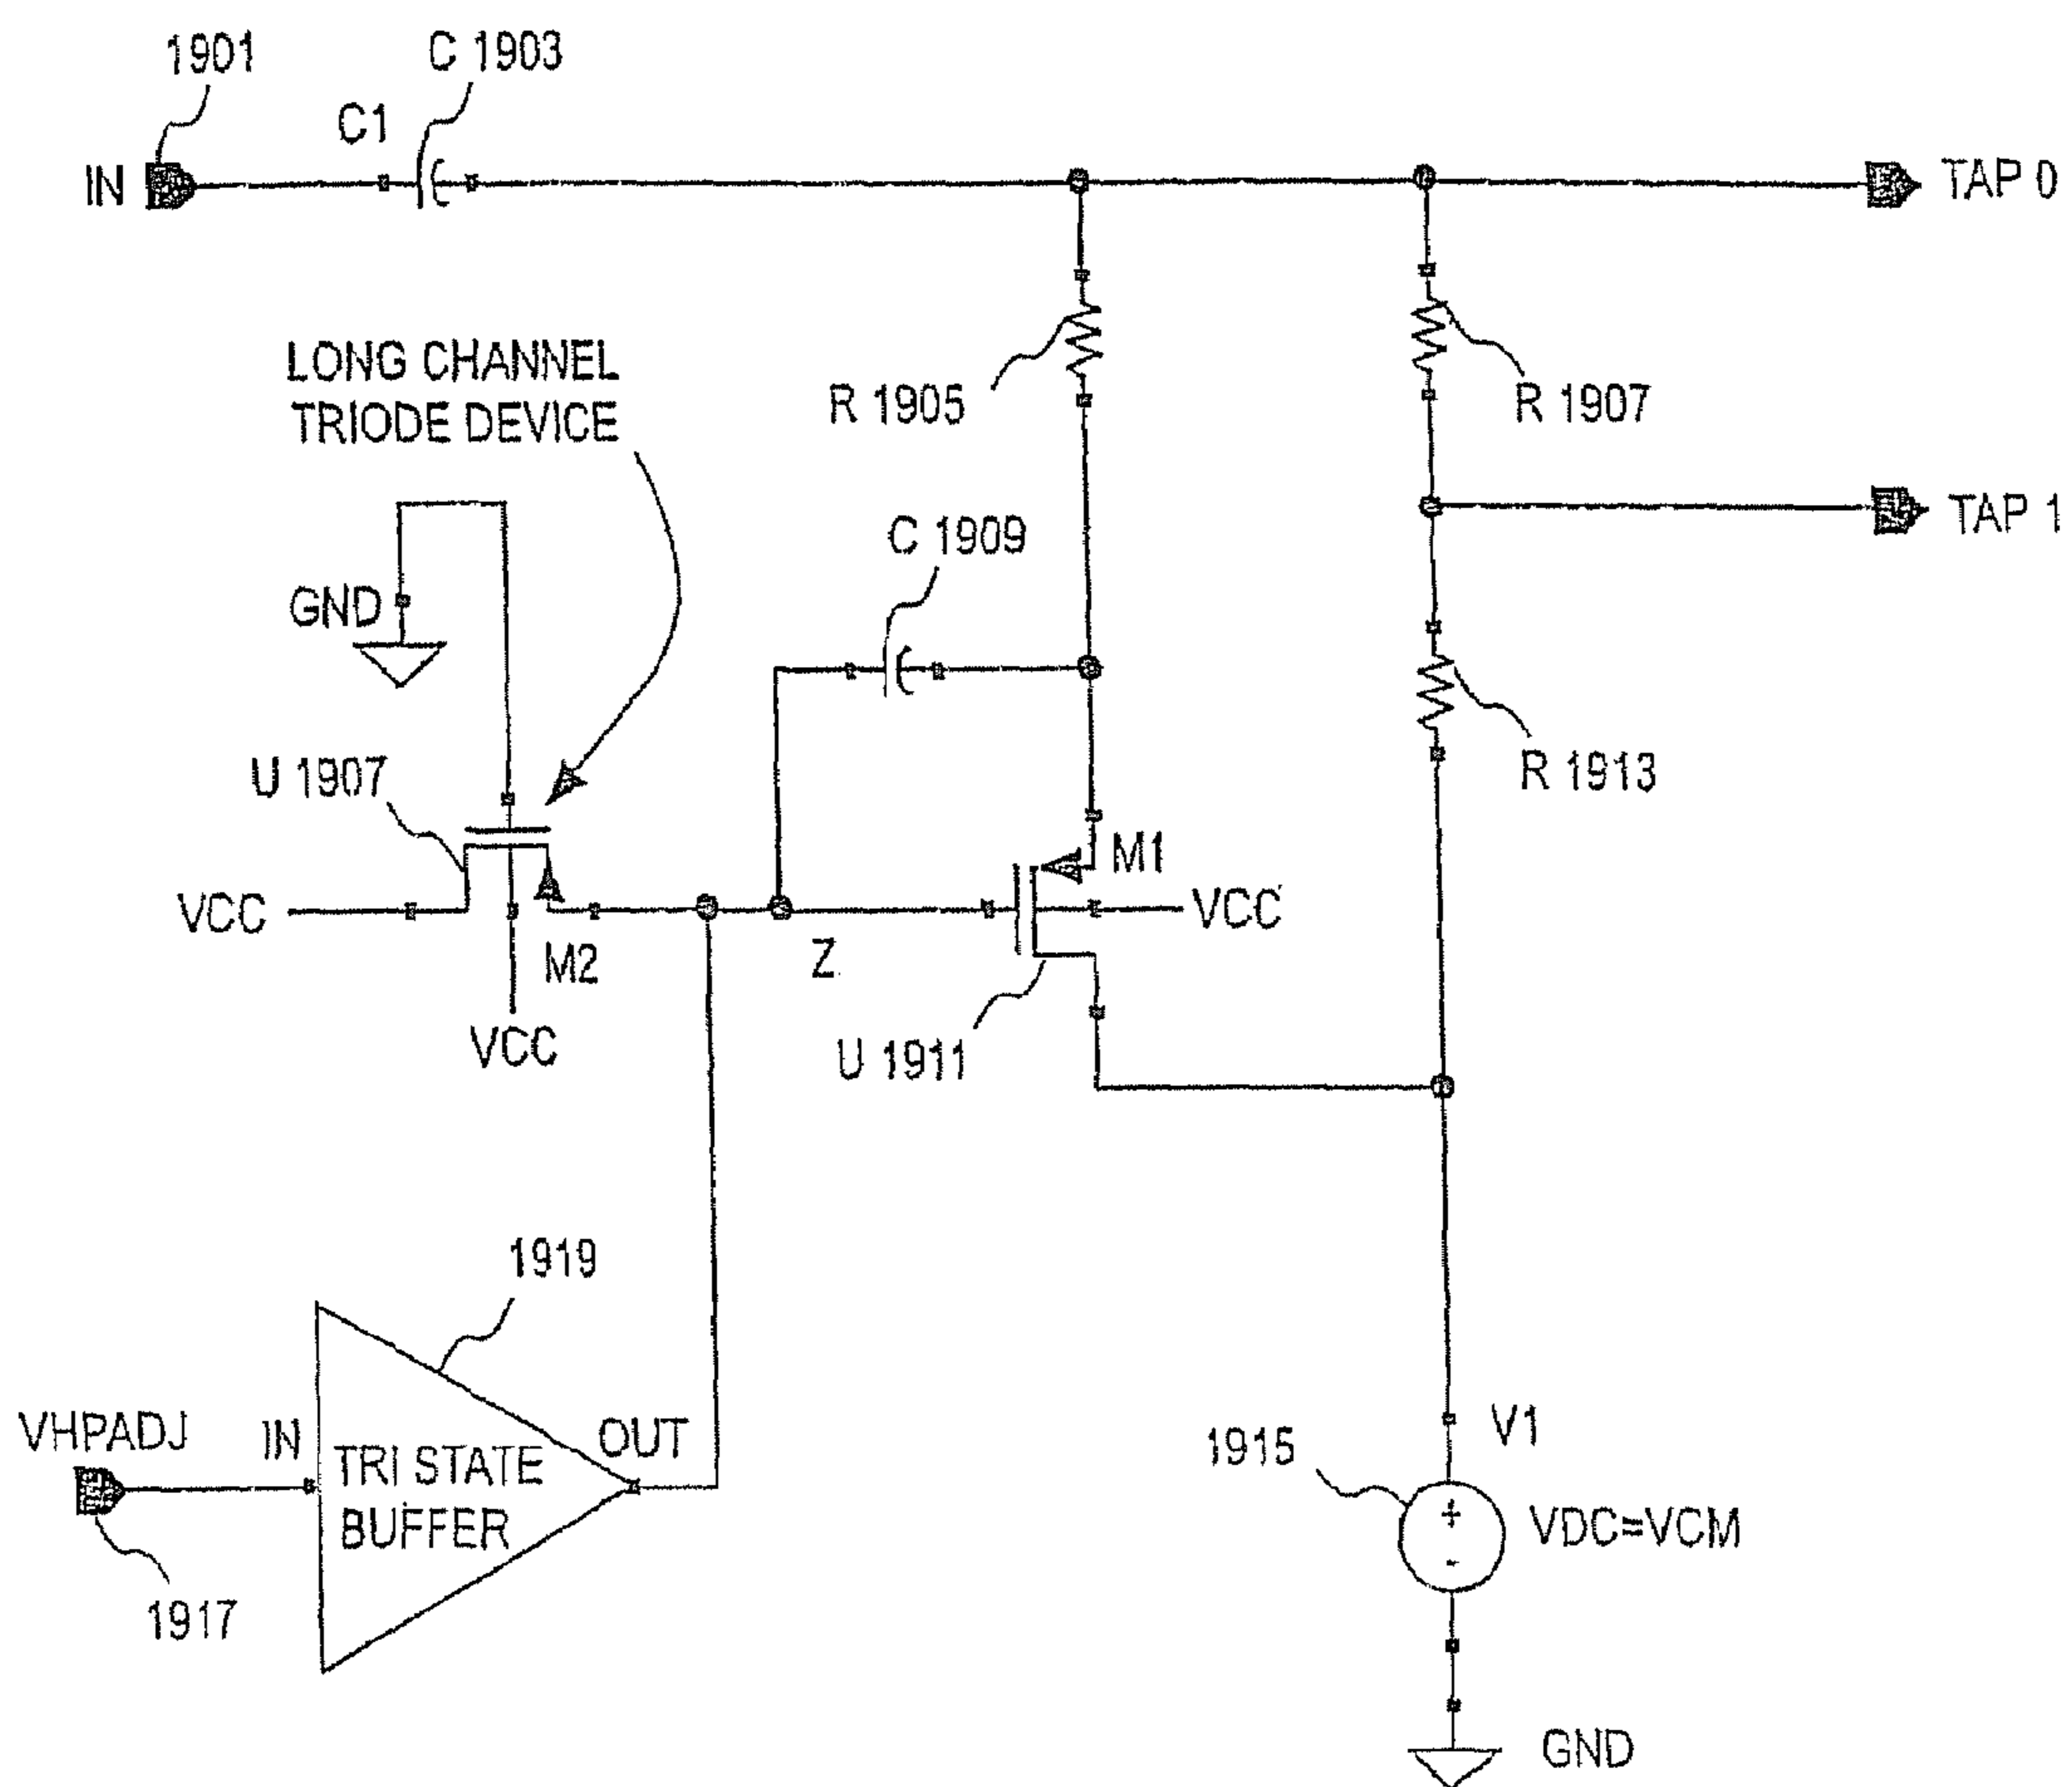 1901
C 1903
C1
IN
TAP 0
LONG CHANNEL
TRIODE DEVICE
R 1905
R 1907
C 1909
TAP 1
GND
U 1907
R 1913
M1
VCC
VCC
M2
Z
VCC
U 1911
1919
VHPADJ
IN
TRI STATE
BUFFER
OUT
1917
1915
V1
+
-
VDC=VCM
GND